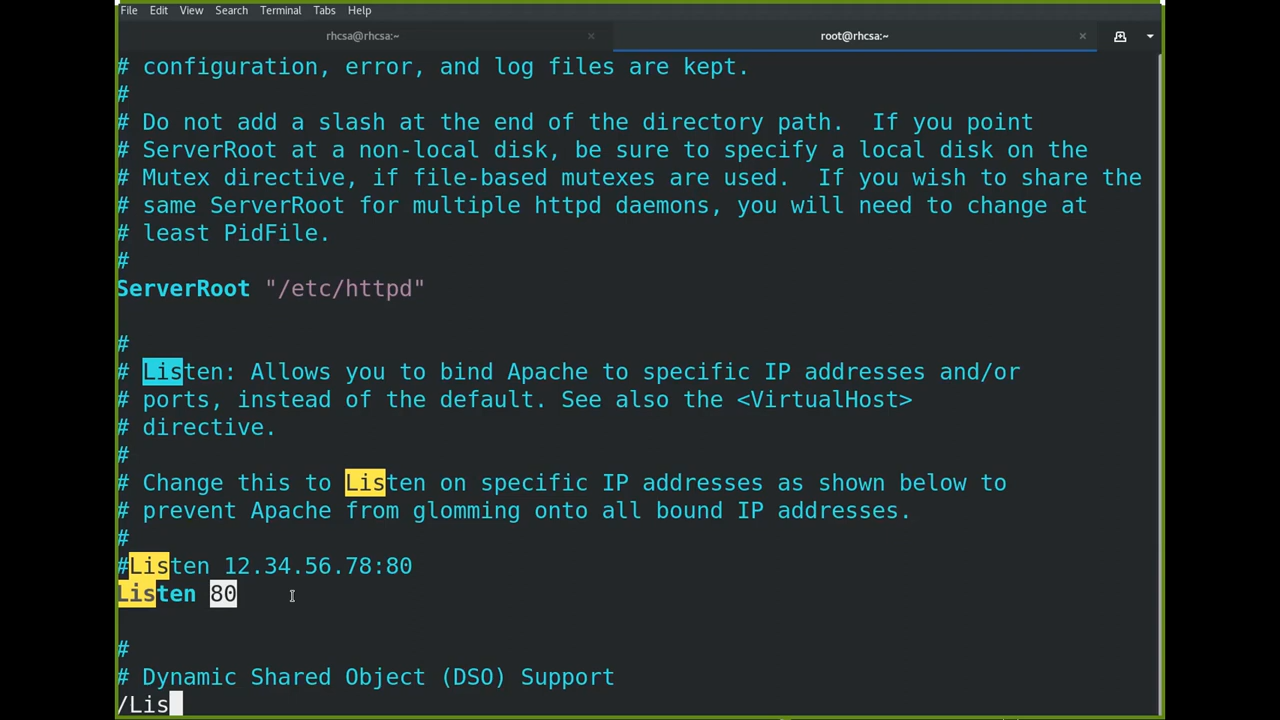 File Edit View Search Terminal Tabs Help
rhcsa@rhcsa:~ × root@rhcsa:~ ×
# configuration, error, and log files are kept.
#
# Do not add a slash at the end of the directory path.  If you point
# ServerRoot at a non-local disk, be sure to specify a local disk on the
# Mutex directive, if file-based mutexes are used.  If you wish to share the
# same ServerRoot for multiple httpd daemons, you will need to change at
# least PidFile.
#
ServerRoot "/etc/httpd"
#
# Listen: Allows you to bind Apache to specific IP addresses and/or
# ports, instead of the default. See also the <VirtualHost>
# directive.
#
# Change this to Listen on specific IP addresses as shown below to
# prevent Apache from glomming onto all bound IP addresses.
#
#Listen 12.34.56.78:80
Listen 80
#
# Dynamic Shared Object (DSO) Support
/Lis